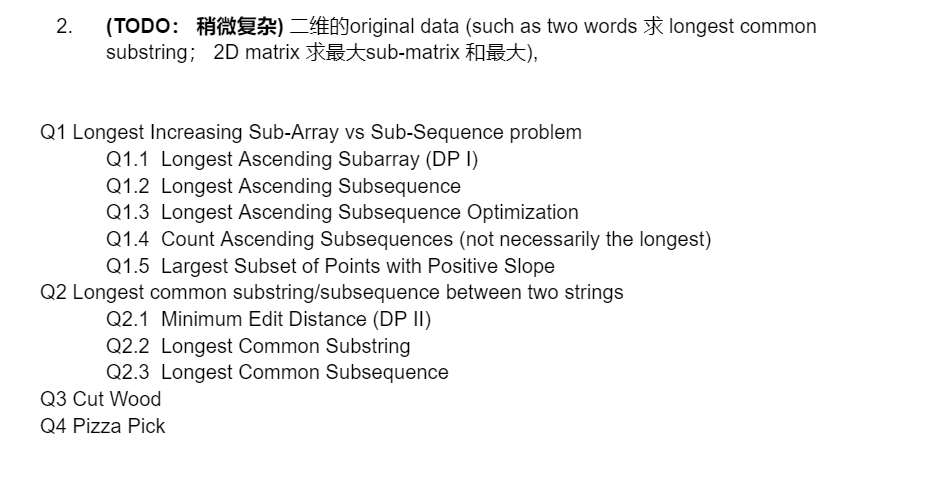 2. (TODO： 稍微复杂) 二维的original data (such as two words 求 longest common
substring； 2D matrix 求最大sub-matrix 和最大),
Q1 Longest Increasing Sub-Array vs Sub-Sequence problem
Q1.1 Longest Ascending Subarray (DP I)
Q1.2 Longest Ascending Subsequence
Q1.3 Longest Ascending Subsequence Optimization
Q1.4 Count Ascending Subsequences (not necessarily the longest)
Q1.5 Largest Subset of Points with Positive Slope
Q2 Longest common substring/subsequence between two strings
Q2.1 Minimum Edit Distance (DP II)
Q2.2 Longest Common Substring
Q2.3 Longest Common Subsequence
Q3 Cut Wood
Q4 Pizza Pick